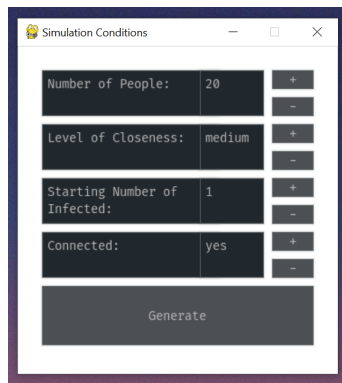 Simulation Conditions
Number of People: 20 +
-
Level of Closeness: medium +
-
Starting Number of 1 +
Infected: -
Connected: yes +
-
Generate